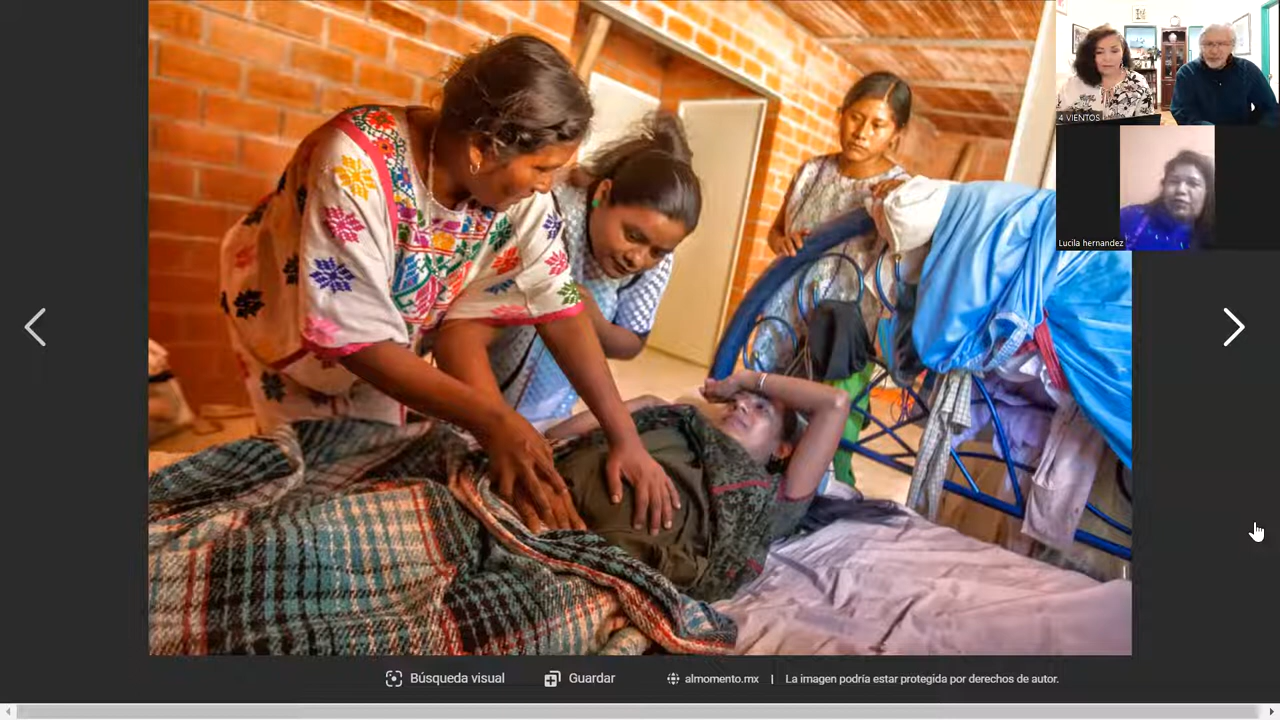 4 VIENTOS
Lucila hernandez
Búsqueda visual
Guardar
almomento.mx | La imagen podría estar protegida por derechos de autor.